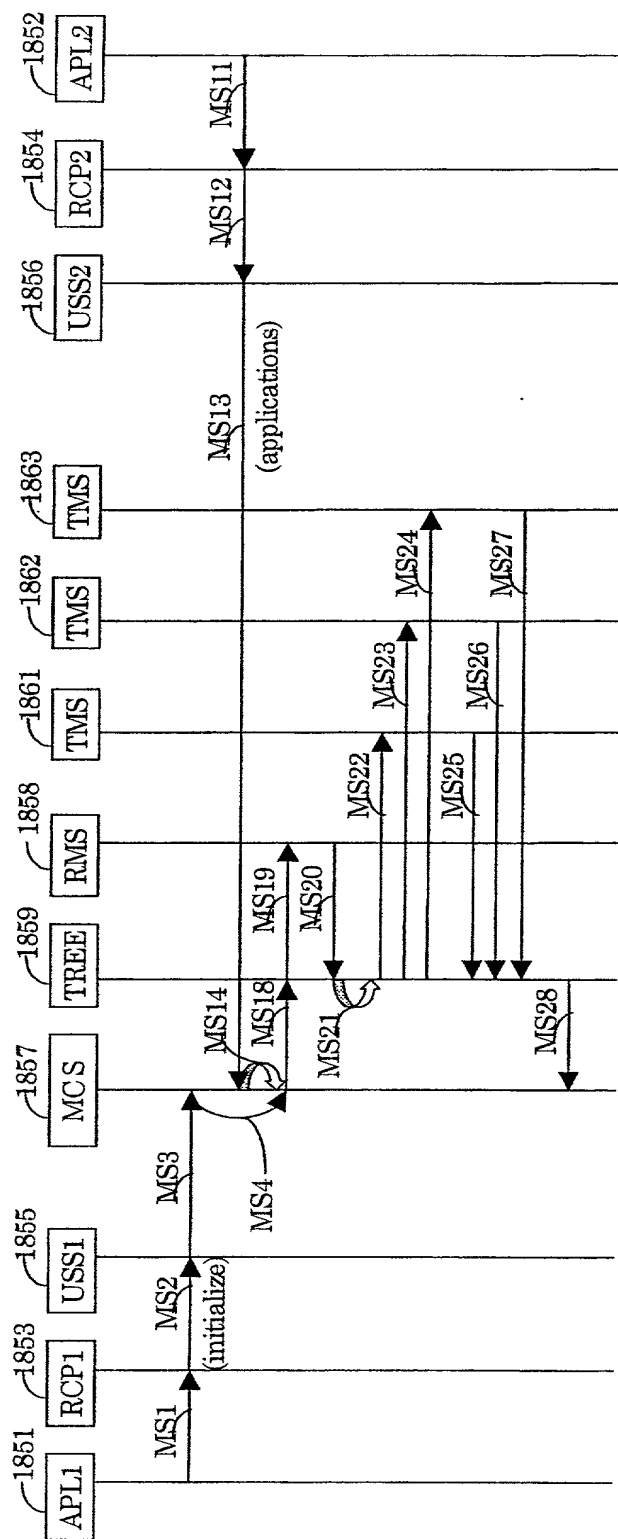 1851
APL1
1853
RCP1
1855
USS1
1857
MCS
1859
TREE
1858
RMS
1861
TMS
1862
TMS
1863
TMS
1856
USS2
1854
RCP2
1852
APL2
MS1
MS2
(initialize)
MS3
MS4
MS11
MS12
MS13
(applications)
MS14
MS18
MS19
MS20
MS21
MS22
MS23
MS24
MS25
MS26
MS27
MS28